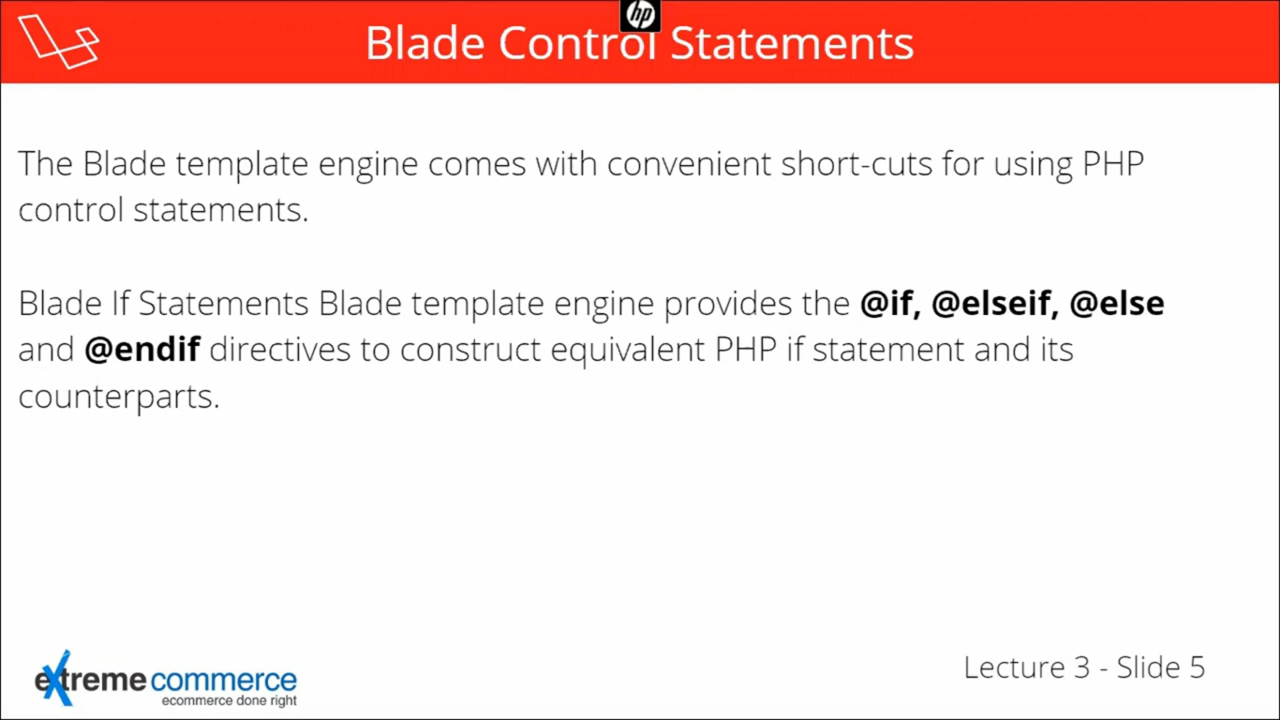 hp
Blade Control Statements
The Blade template engine comes with convenient short-cuts for using PHP
control statements.
Blade If Statements Blade template engine provides the @if, @elseif, @else
and @endif directives to construct equivalent PHP if statement and its
counterparts.
extreme commerce
ecommerce done right
Lecture 3 - Slide 5